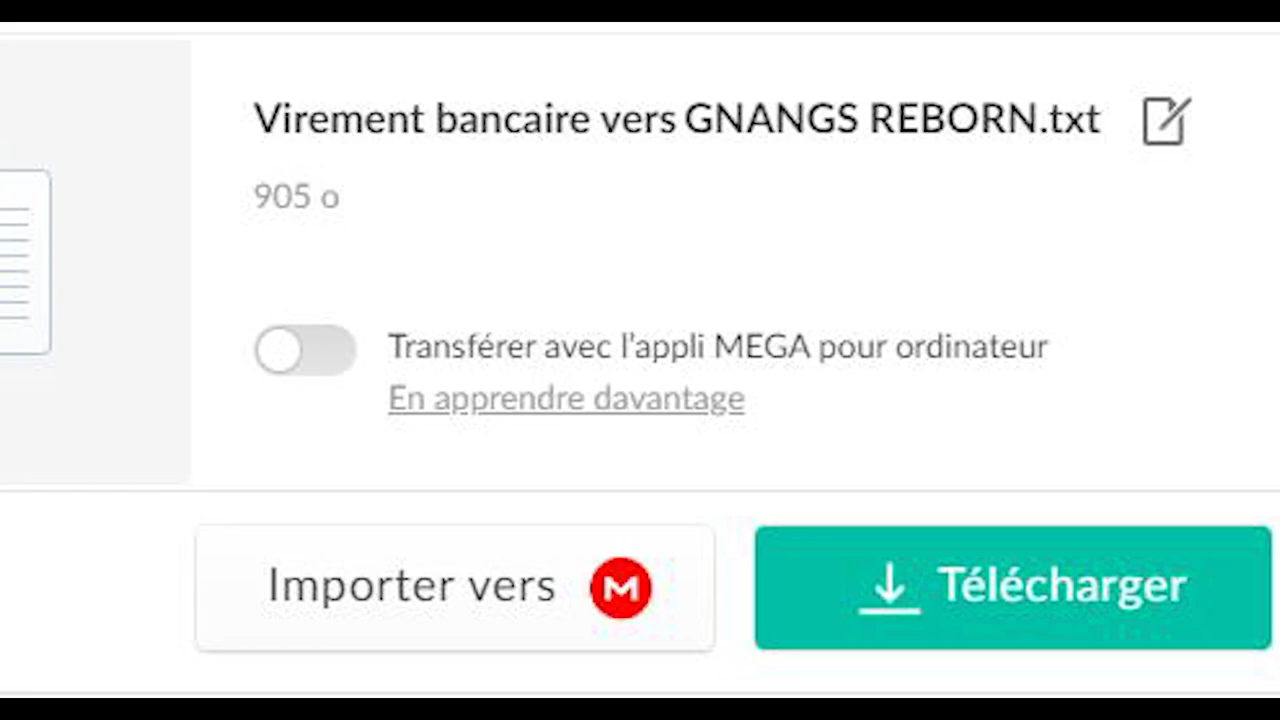 Virement bancaire vers GNANGS REBORN.txt
905 o
Transférer avec l'appli MEGA pour ordinateur
En apprendre davantage
Importer vers M
Télécharger